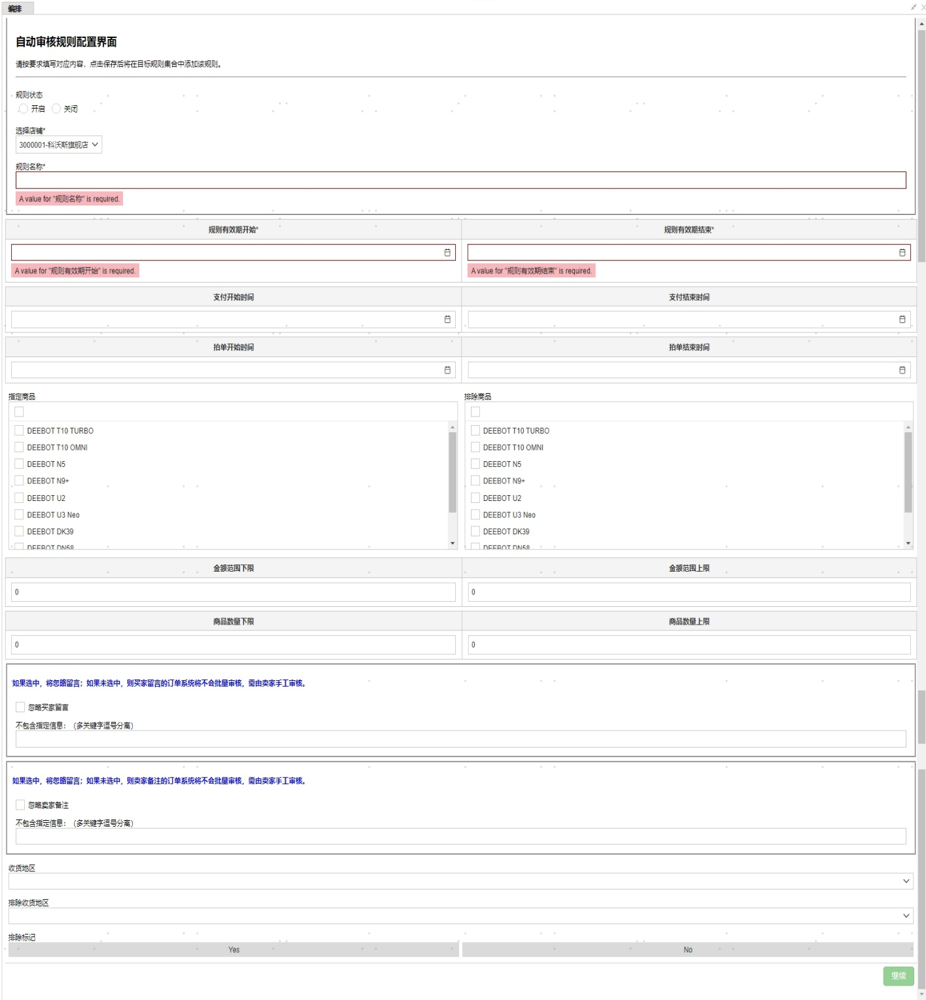 编排
自动审核规则配置界面
请按要求填写对应内容，点击保存后将在目标规则集合中添加该规则。
规则状态
开启 关闭
选择店铺*
3000001-科沃斯旗舰店
规则名称*
A value for "规则名称" is required.
规则有效期开始* 规则有效期结束*
A value for "规则有效期开始" is required. A value for "规则有效期结束" is required.
支付开始时间 支付结束时间
拍单开始时间 拍单结束时间
指定商品 排除商品
DEEBOT T10 TURBO DEEBOT T10 TURBO
DEEBOT T10 OMNI DEEBOT T10 OMNI
DEEBOT N5 DEEBOT N5
DEEBOT N9+ DEEBOT N9+
DEEBOT U2 DEEBOT U2
DEEBOT U3 Neo DEEBOT U3 Neo
DEEBOT DK39 DEEBOT DK39
DEEBOT DN58 DEEBOT DN58
金额范围下限 金额范围上限
0 0
商品数量下限 商品数量上限
0 0
如果选中，将忽略留言；如果未选中，则买家留言的订单系统将不会批量审核，需由卖家手工审核。
忽略买家留言
不包含指定信息：（多关键字逗号分离）
如果选中，将忽略留言；如果未选中，则卖家备注的订单系统将不会批量审核，需由卖家手工审核。
忽略卖家备注
不包含指定信息：（多关键字逗号分离）
收货地区
排除收货地区
排除标记
Yes No
继续